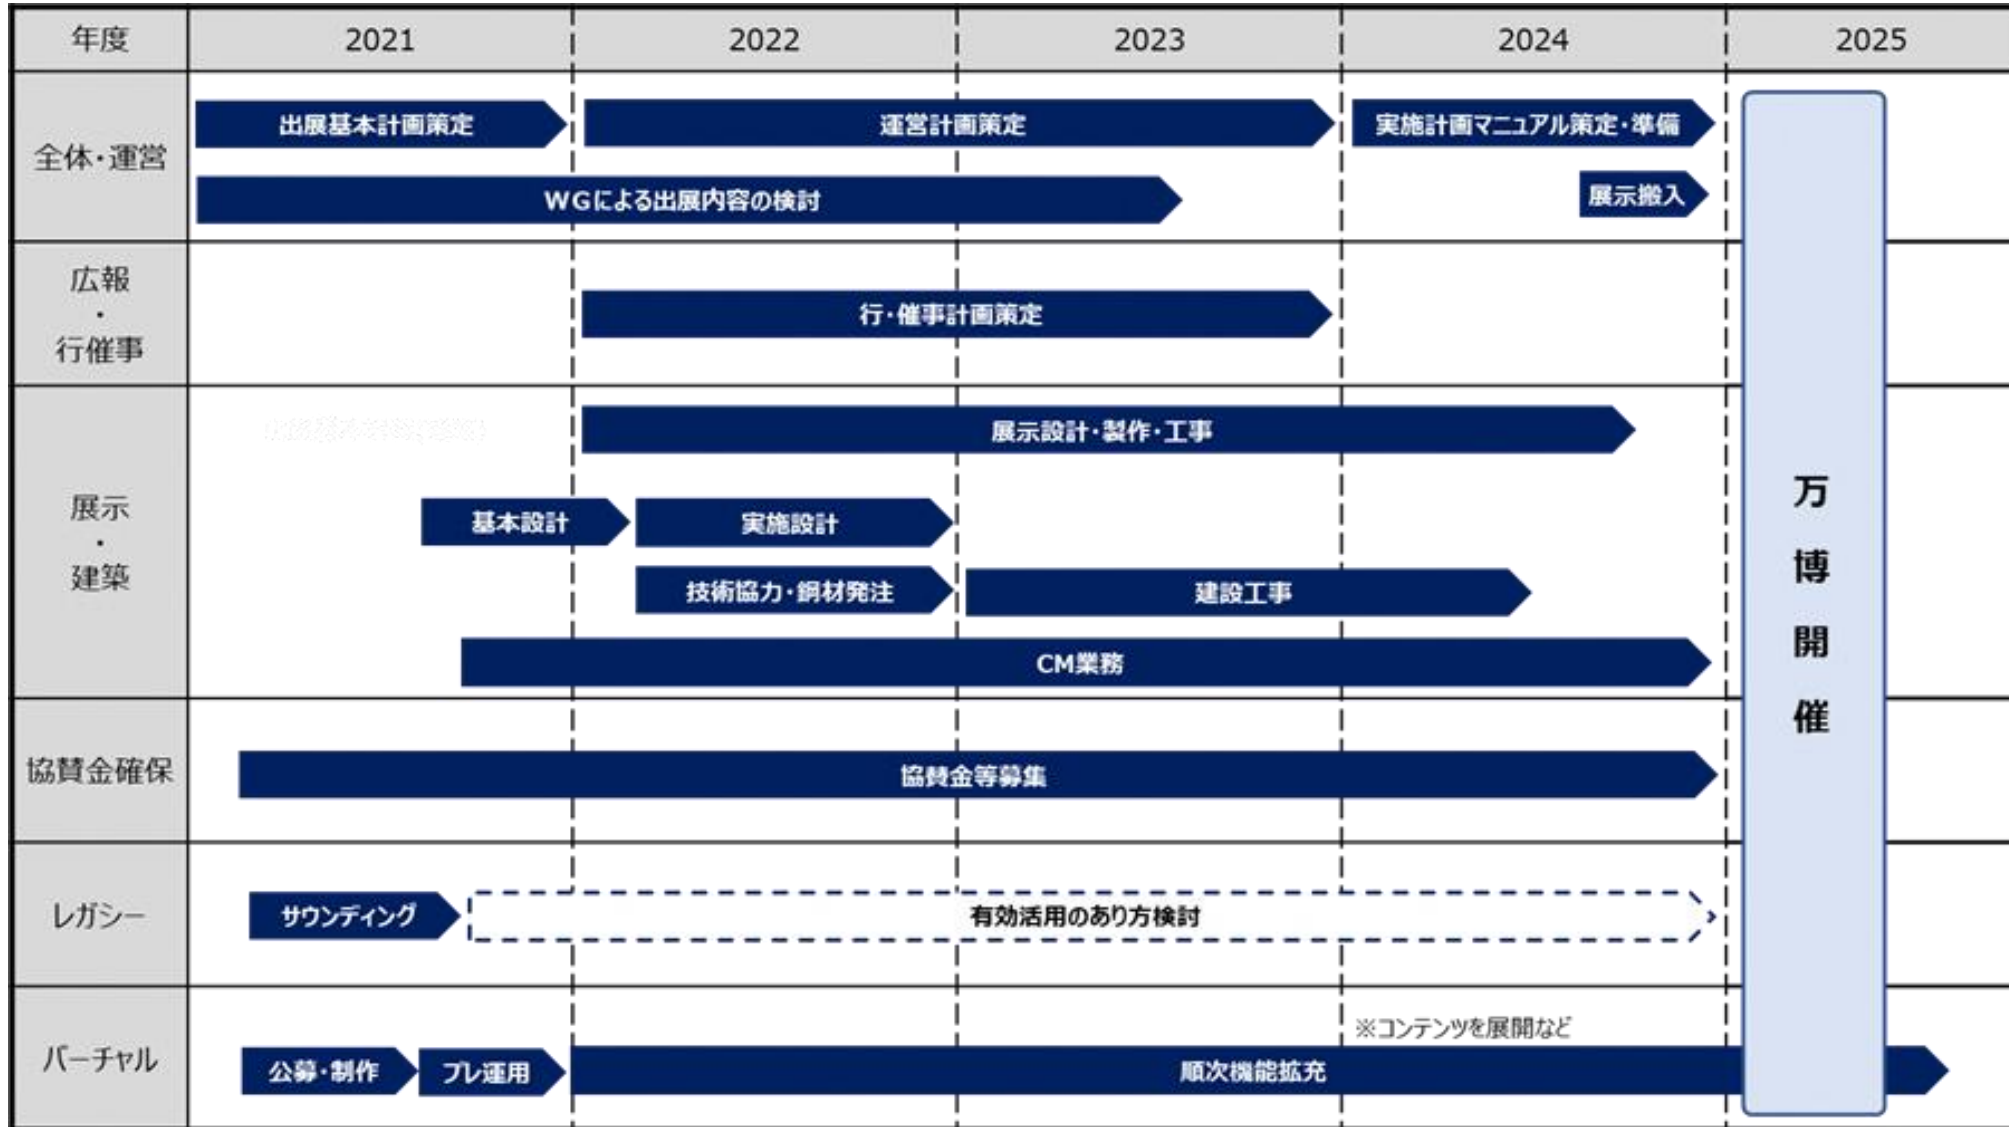 年度
2021
2022
2023
2024
2025
全体・運営
出展基本計画策定
運営計画策定
実施計画マニュアル策定・準備
WGによる出展内容の検討
展示搬入
広報
・
行催事
行・催事計画策定
展示
・
建築
展示設計・製作・工事
基本設計
実施設計
技術協力・鋼材発注
建設工事
CM業務
協賛金確保
協賛金等募集
レガシー
サウンディング
有効活用のあり方検討
バーチャル
※コンテンツを展開など
公募・制作
プレ運用
順次機能拡充
万
博
開
催